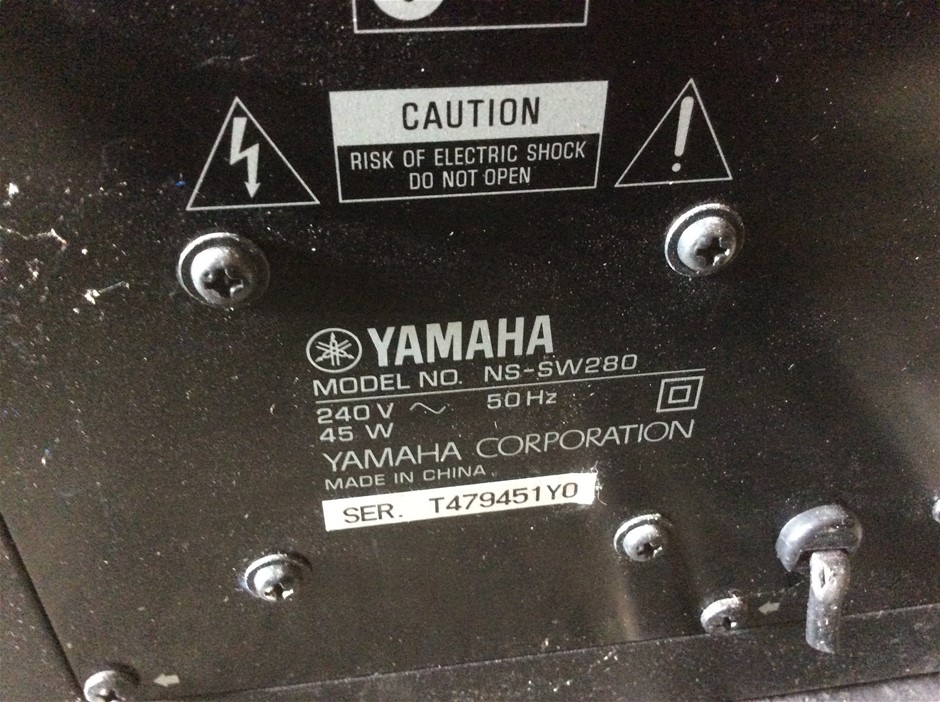 CAUTION
RISK OF ELECTRIC SHOCK
DO NOT OPEN
YAMAHA
MODEL NO. NS-SW280
240 V ~ 50 Hz
45 W
YAMAHA CORPORATION
MADE IN CHINA
SER. T479451Y0